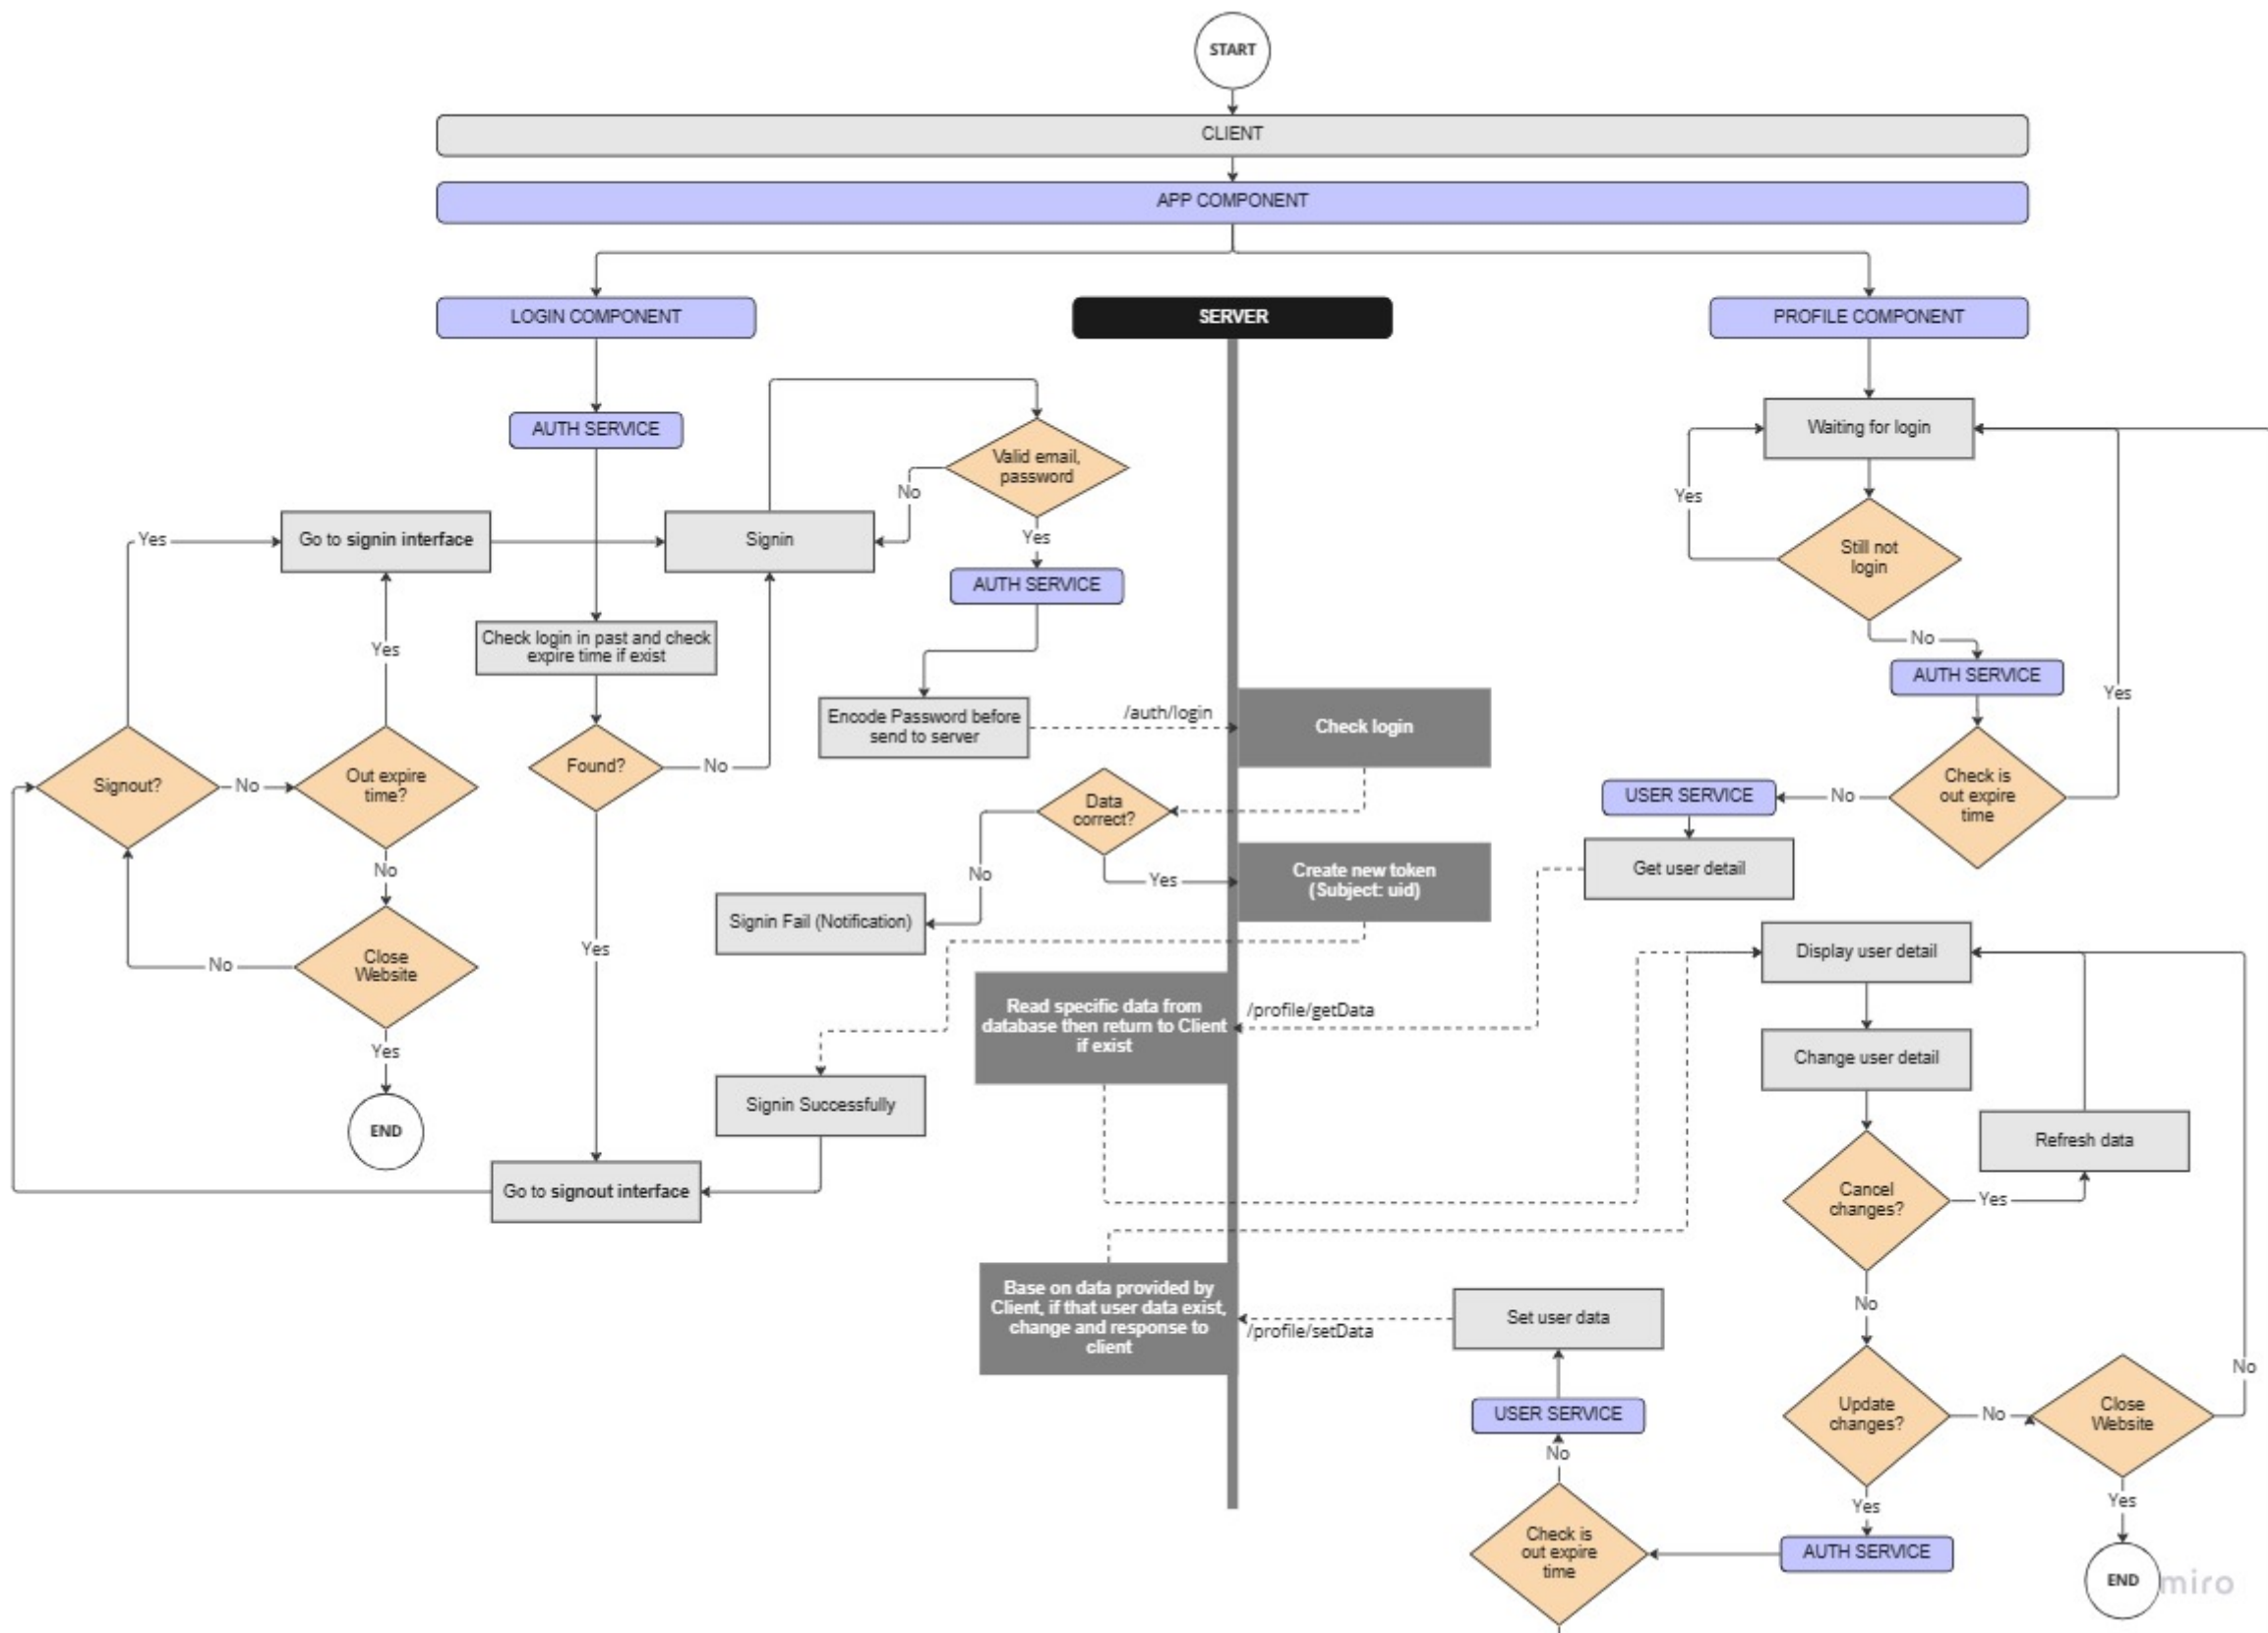 START
CLIENT
APP COMPONENT
LOGIN COMPONENT
SERVER
PROFILE COMPONENT
AUTH SERVICE
Waiting for login
Valid email,
password
No
Yes
Yes
Go to signin interface
Signin
Yes
Still not
login
AUTH SERVICE
Check login in past and check
expire time if exist
Yes
No
AUTH SERVICE
Yes
Encode Password before
send to server
/auth/login
Check login
Signout?
No
Out expire
time?
Found?
No
Data
correct?
USER SERVICE
No
Check is
out expire
time
No
No
Yes
Create new token
(Subject: uid)
Get user detail
Signin Fail (Notification)
Yes
Close
Website
No
Display user detail
Read specific data from
database then return to Client
if exist
/profile/getData
Yes
Change user detail
Signin Successfully
END
Refresh data
Go to signout interface
Cancel
changes?
Yes
No
Base on data provided by
Client, if that user data exist,
change and response to
client
/profile/setData
Set user data
No
Update
changes?
No
Close
Website
USER SERVICE
No
Yes
Yes
Check is
out expire
time
AUTH SERVICE
END
miro